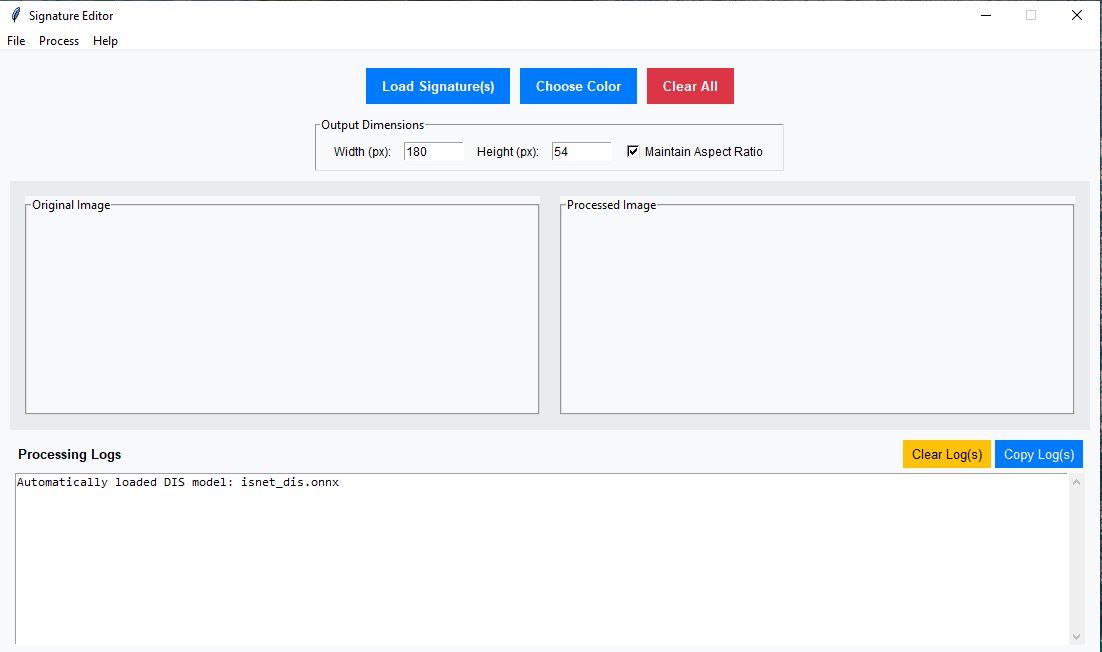 Signature Editor
File Process Help
Load Signature(s) Choose Color Clear All
Output Dimensions
Width (px): 180 Height (px): 54 Maintain Aspect Ratio
Original Image Processed Image
Processing Logs Clear Log(s) Copy Log(s)
Automatically loaded DIS model: isnet_dis.onnx